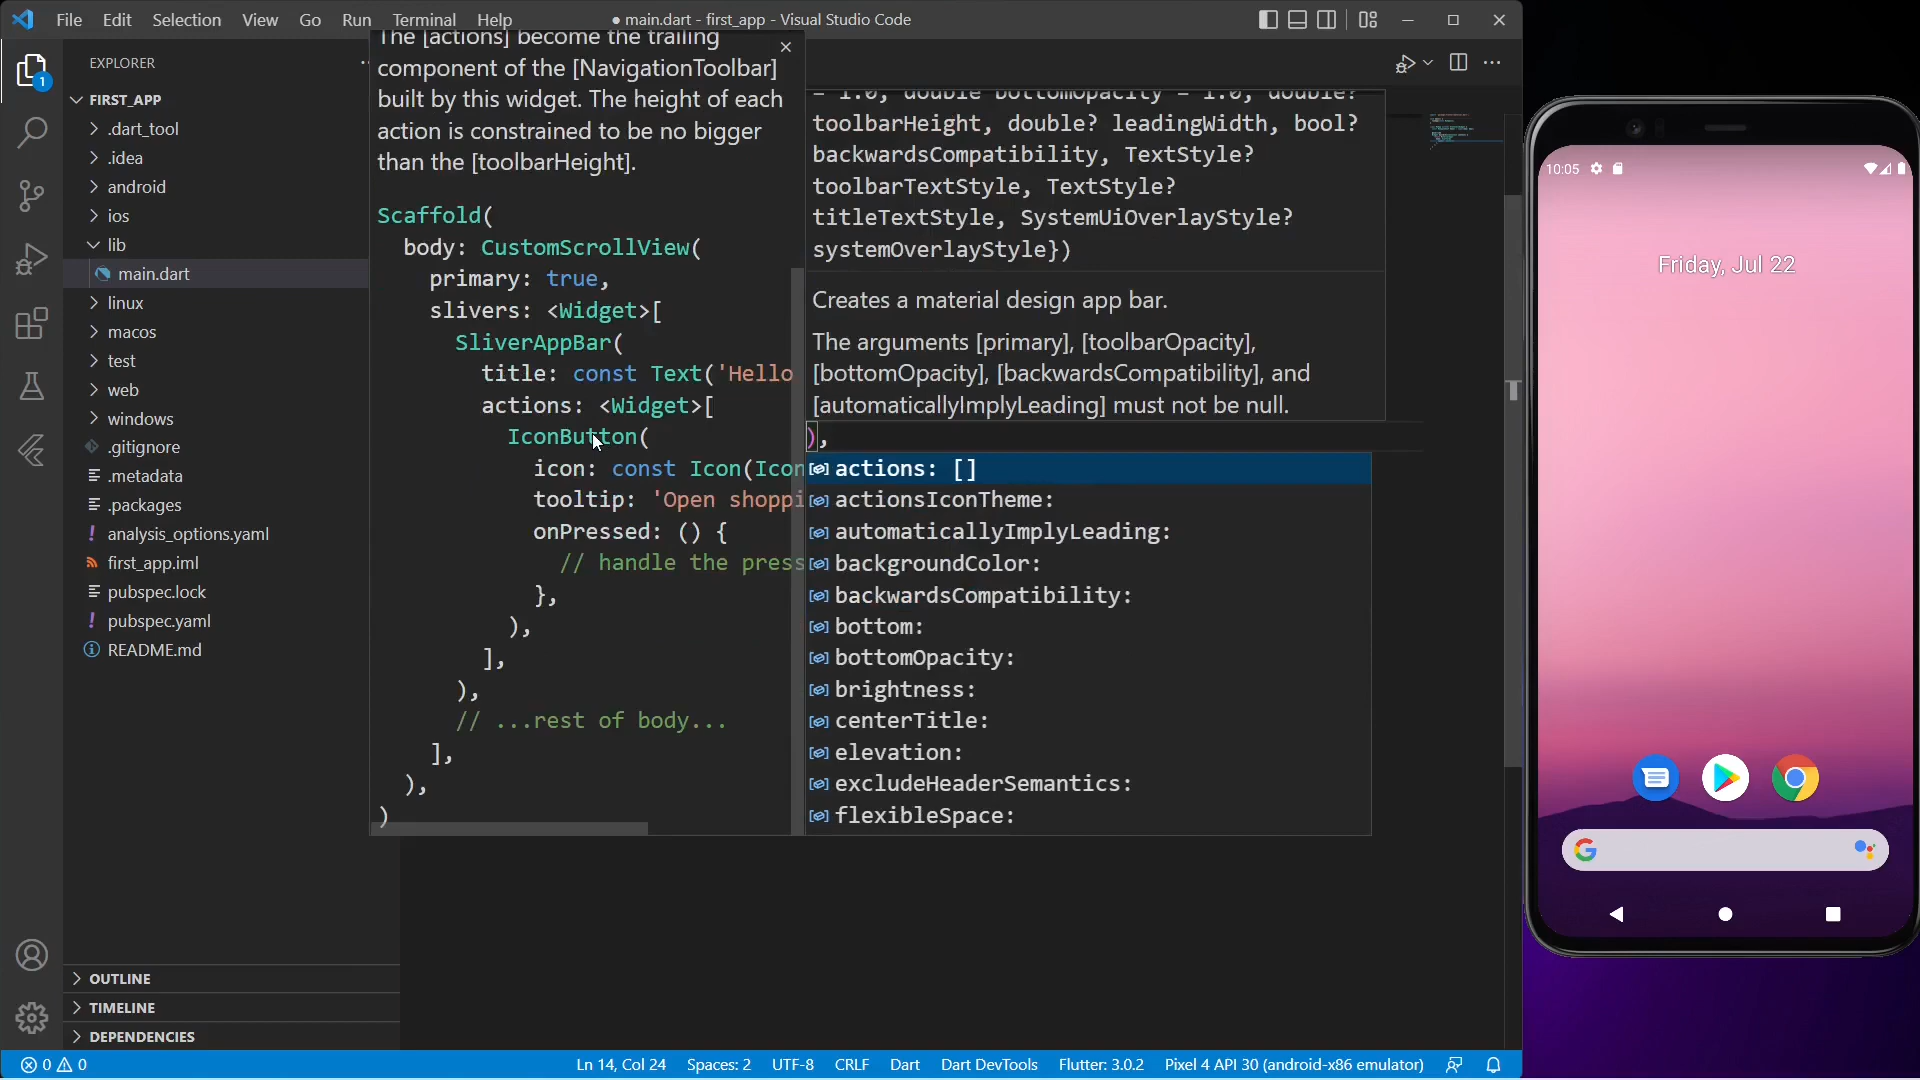 File Edit Selection View Go Run Terminal Help
● main.dart - first_app - Visual Studio Code
EXPLORER
FIRST_APP
.dart_tool
.idea
android
ios
lib
main.dart
linux
macos
test
web
windows
.gitignore
.metadata
.packages
analysis_options.yaml
first_app.iml
pubspec.lock
pubspec.yaml
README.md
OUTLINE
TIMELINE
DEPENDENCIES
1
The [actions] become the trailing
component of the [NavigationToolbar]
built by this widget. The height of each
action is constrained to be no bigger
than the [toolbarHeight].
Scaffold(
body: CustomScrollView(
primary: true,
slivers: <Widget>[
SliverAppBar(
title: const Text('Hello
actions: <Widget>[
IconButton(
icon: const Icon(Icon
tooltip: 'Open shoppi
onPressed: () {
// handle the press
},
),
],
),
// ...rest of body...
],
),
)
= 1.0, double bottomOpacity = 1.0, double?
toolbarHeight, double? leadingWidth, bool?
backwardsCompatibility, TextStyle?
toolbarTextStyle, TextStyle?
titleTextStyle, SystemUiOverlayStyle?
systemOverlayStyle})
Creates a material design app bar.
The arguments [primary], [toolbarOpacity],
[bottomOpacity], [backwardsCompatibility], and
[automaticallyImplyLeading] must not be null.
),
actions: []
actionsIconTheme:
automaticallyImplyLeading:
backgroundColor:
backwardsCompatibility:
bottom:
bottomOpacity:
brightness:
centerTitle:
elevation:
excludeHeaderSemantics:
flexibleSpace:
0 0
Ln 14, Col 24 Spaces: 2 UTF-8 CRLF Dart Dart DevTools Flutter: 3.0.2 Pixel 4 API 30 (android-x86 emulator)
10:05
Friday, Jul 22